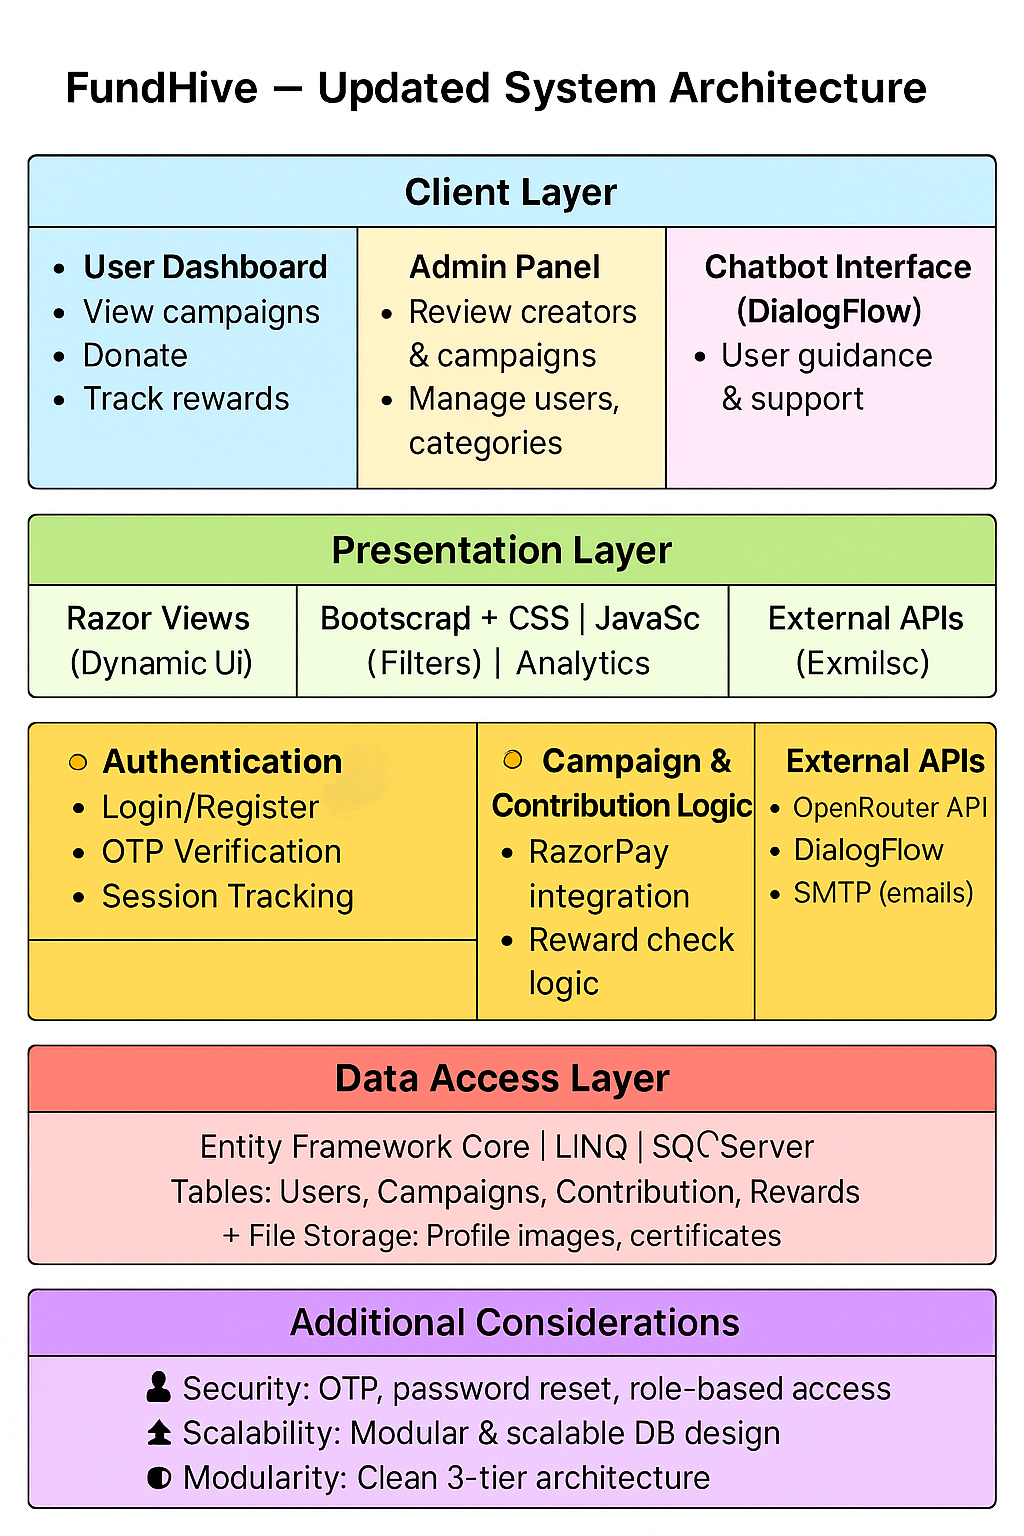 FundHive – Updated System Architecture
Client Layer
• User Dashboard
• View campaigns
• Donate
• Track rewards
Admin Panel
• Review creators
& campaigns
• Manage users,
categories
Chatbot Interface
(DialogFlow)
• User guidance
& support
Presentation Layer
Razor Views
(Dynamic Ui)
Bootscrap + CSS | JavaSc
(Filters) | Analytics
External APIs
(Exmilsc)
Authentication
• Login/Register
• OTP Verification
• Session Tracking
Campaign &
Contribution Logic
• RazorPay
integration
• Reward check
logic
External APIs
• OpenRouter API
• DialogFlow
• SMTP (emails)
Data Access Layer
Entity Framework Core | LINQ | Server
Tables: Users, Campaigns, Contribution, Revards
+ File Storage: Profile images, certificates
Additional Considerations
Security: OTP, password reset, role-based access
Scalability: Modular & scalable DB design
Modularity: Clean 3-tier architecture